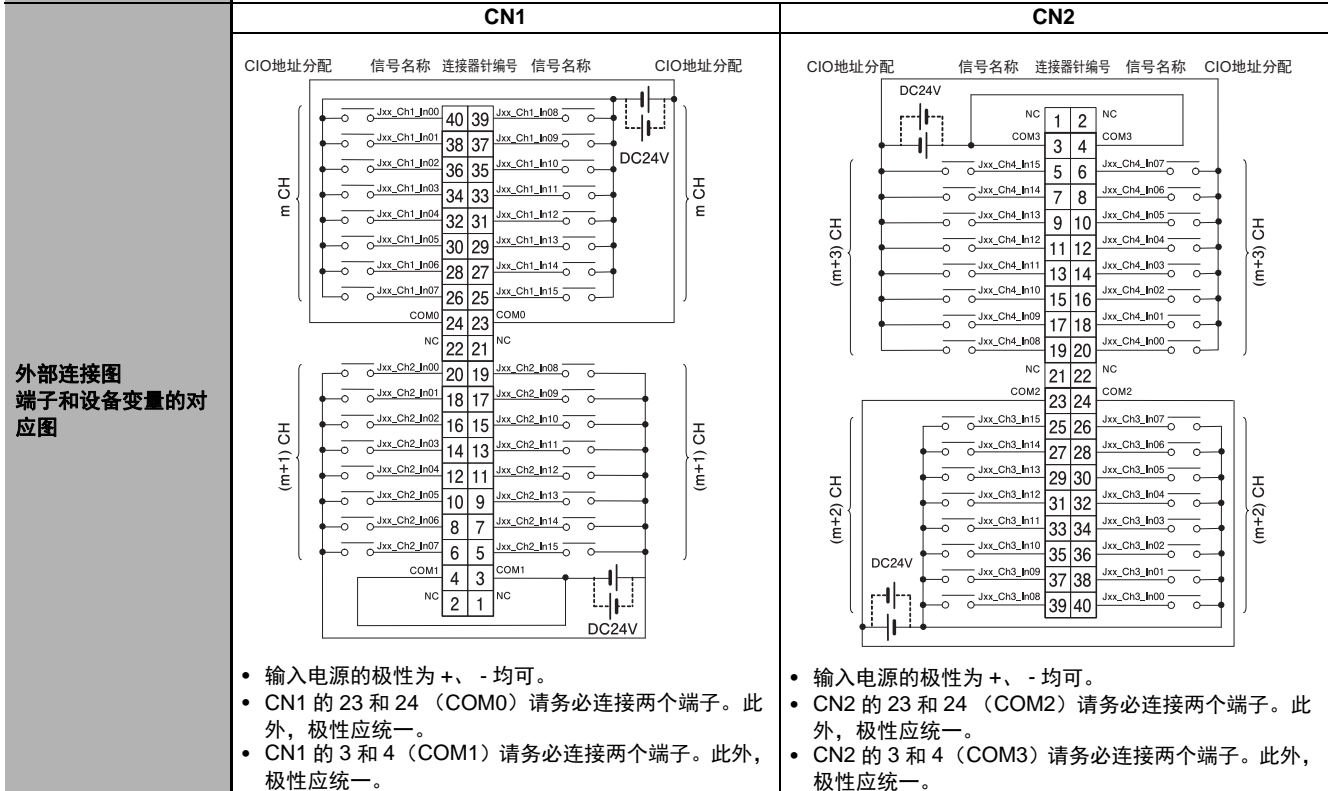 CN1
CN2
外部连接图
端子和设备变量的对
应图
CIO地址分配 信号名称 连接器针编号 信号名称 CIO地址分配
DC24V
m CH
m CH
Jxx_Ch1_In00 40 39 Jxx_Ch1_In08
Jxx_Ch1_In01 38 37 Jxx_Ch1_In09
Jxx_Ch1_In02 36 35 Jxx_Ch1_In10
Jxx_Ch1_In03 34 33 Jxx_Ch1_In11
Jxx_Ch1_In04 32 31 Jxx_Ch1_In12
Jxx_Ch1_In05 30 29 Jxx_Ch1_In13
Jxx_Ch1_In06 28 27 Jxx_Ch1_In14
Jxx_Ch1_In07 26 25 Jxx_Ch1_In15
COM0 24 23 COM0
NC 22 21 NC
(m+1) CH
(m+1) CH
Jxx_Ch2_In00 20 19 Jxx_Ch2_In08
Jxx_Ch2_In01 18 17 Jxx_Ch2_In09
Jxx_Ch2_In02 16 15 Jxx_Ch2_In10
Jxx_Ch2_In03 14 13 Jxx_Ch2_In11
Jxx_Ch2_In04 12 11 Jxx_Ch2_In12
Jxx_Ch2_In05 10 9 Jxx_Ch2_In13
Jxx_Ch2_In06 8 7 Jxx_Ch2_In14
Jxx_Ch2_In07 6 5 Jxx_Ch2_In15
COM1 4 3 COM1
NC 2 1 NC
DC24V
• 输入电源的极性为 +、 - 均可。
• CN1 的 23 和 24 （COM0）请务必连接两个端子。此
外，极性应统一。
• CN1 的 3 和 4（COM1）请务必连接两个端子。此外，
极性应统一。
CIO地址分配 信号名称 连接器针编号 信号名称 CIO地址分配
DC24V
NC 1 2 NC
COM3 3 4 COM3
(m+3) CH
(m+3) CH
Jxx_Ch4_In15 5 6 Jxx_Ch4_In07
Jxx_Ch4_In14 7 8 Jxx_Ch4_In06
Jxx_Ch4_In13 9 10 Jxx_Ch4_In05
Jxx_Ch4_In12 11 12 Jxx_Ch4_In04
Jxx_Ch4_In11 13 14 Jxx_Ch4_In03
Jxx_Ch4_In10 15 16 Jxx_Ch4_In02
Jxx_Ch4_In09 17 18 Jxx_Ch4_In01
Jxx_Ch4_In08 19 20 Jxx_Ch4_In00
NC 21 22 NC
COM2 23 24 COM2
(m+2) CH
(m+2) CH
Jxx_Ch3_In15 25 26 Jxx_Ch3_In07
Jxx_Ch3_In14 27 28 Jxx_Ch3_In06
Jxx_Ch3_In13 29 30 Jxx_Ch3_In05
Jxx_Ch3_In12 31 32 Jxx_Ch3_In04
Jxx_Ch3_In11 33 34 Jxx_Ch3_In03
Jxx_Ch3_In10 35 36 Jxx_Ch3_In02
Jxx_Ch3_In09 37 38 Jxx_Ch3_In01
Jxx_Ch3_In08 39 40 Jxx_Ch3_In00
DC24V
• 输入电源的极性为 +、 - 均可。
• CN2 的 23 和 24 （COM2）请务必连接两个端子。此
外，极性应统一。
• CN2 的 3 和 4（COM3）请务必连接两个端子。此外，
极性应统一。